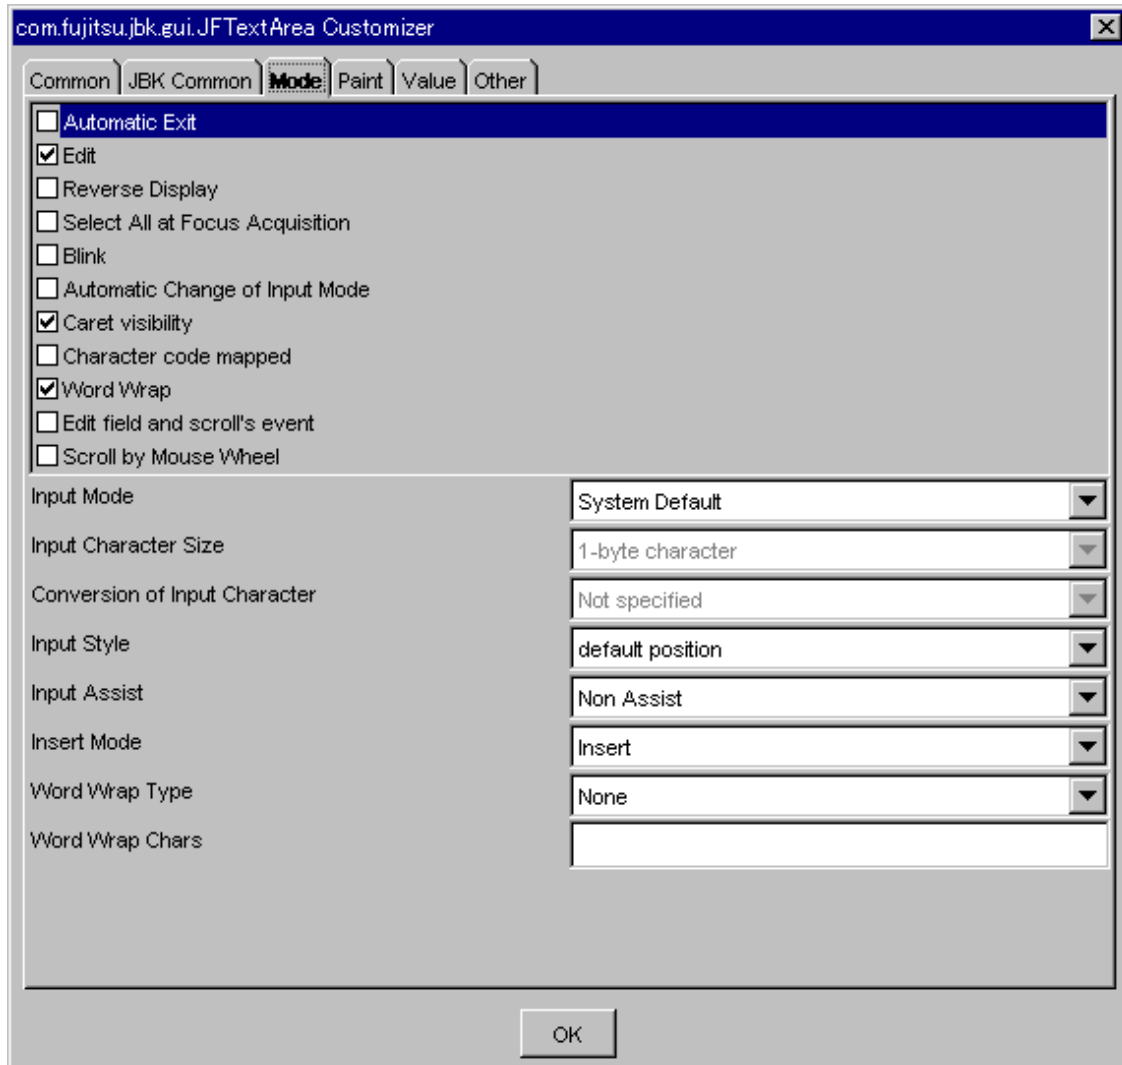 com.fujitsu.jbk.gui.JFTextArea Customizer
Common JBK Common Mode Paint Value Other
Automatic Exit
Edit
Reverse Display
Select All at Focus Acquisition
Blink
Automatic Change of Input Mode
Caret visibility
Character code mapped
Word Wrap
Edit field and scroll's event
Scroll by Mouse Wheel
Input Mode System Default
Input Character Size 1-byte character
Conversion of Input Character Not specified
Input Style default position
Input Assist Non Assist
Insert Mode Insert
Word Wrap Type None
Word Wrap Chars
OK